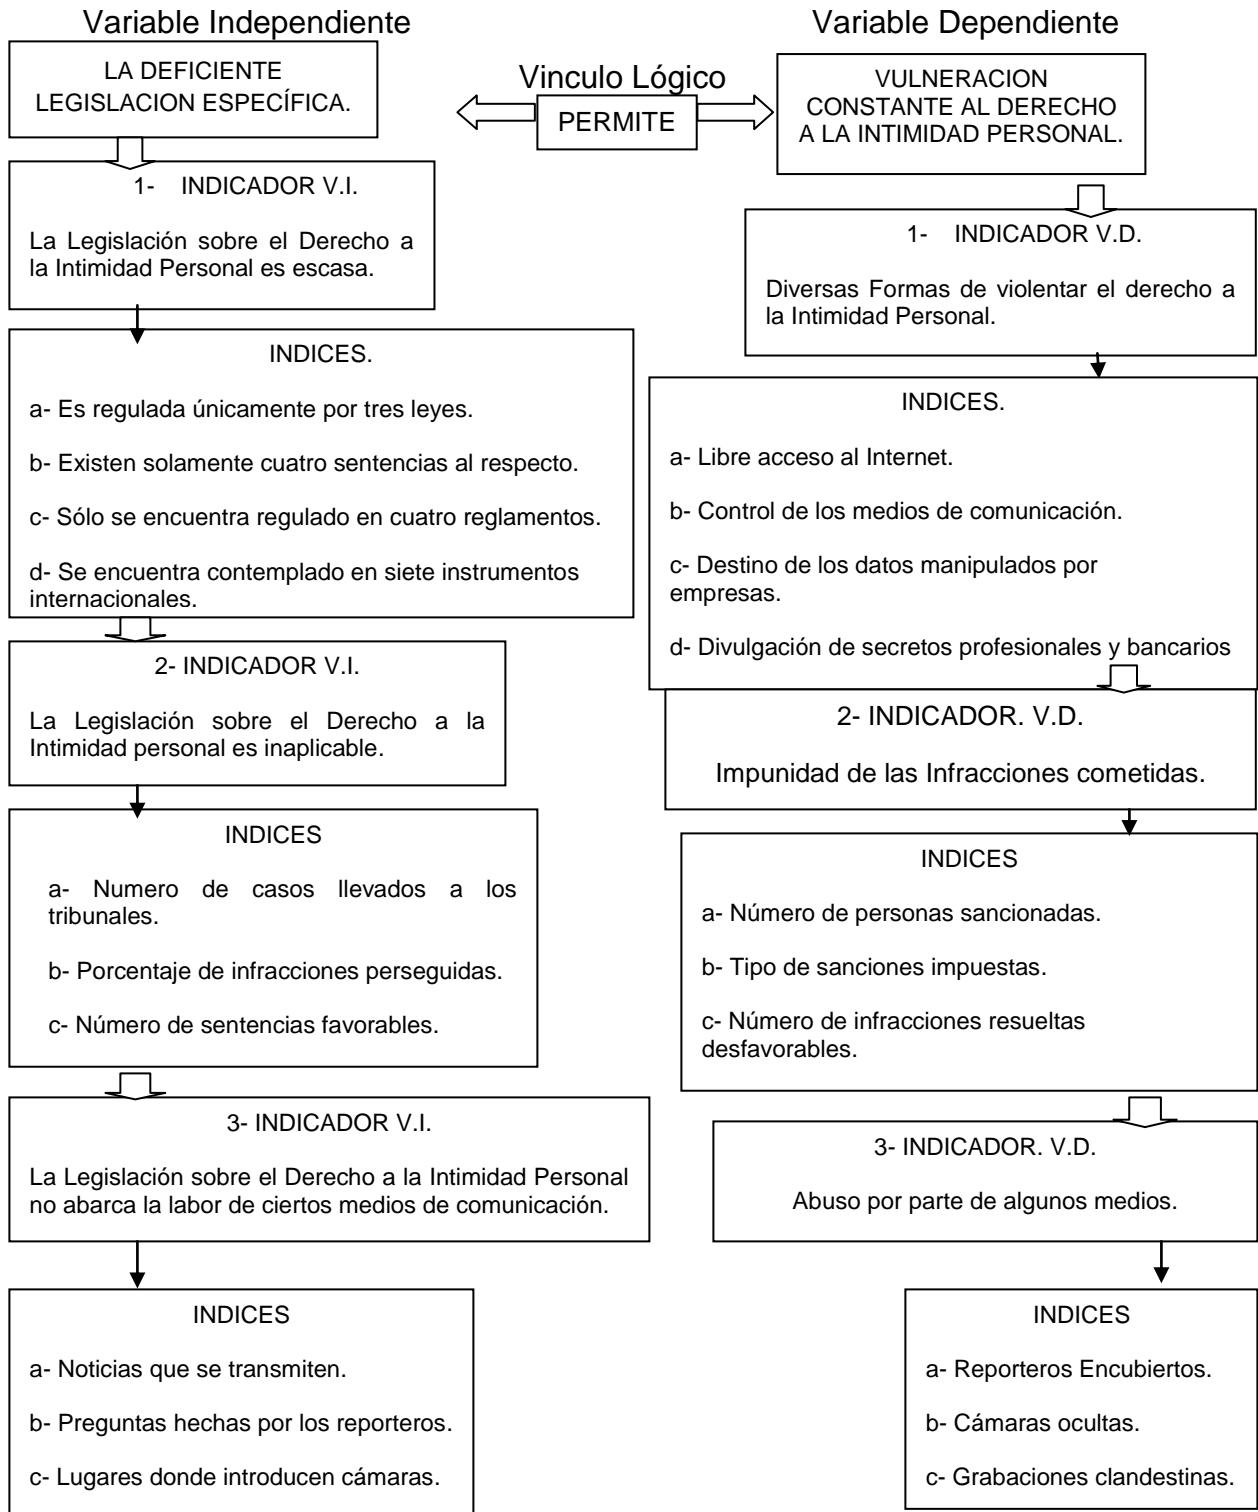 Variable Independiente
Variable Dependiente
LA DEFICIENTE
LEGISLACION ESPECÍFICA.
Vinculo Lógico
PERMITE
VULNERACION
CONSTANTE AL DERECHO
A LA INTIMIDAD PERSONAL.
1- INDICADOR V.I.
La Legislación sobre el Derecho a
la Intimidad Personal es escasa.
INDICES.
a- Es regulada únicamente por tres leyes.
b- Existen solamente cuatro sentencias al respecto.
c- Sólo se encuentra regulado en cuatro reglamentos.
d- Se encuentra contemplado en siete instrumentos
internacionales.
2- INDICADOR V.I.
La Legislación sobre el Derecho a la
Intimidad personal es inaplicable.
INDICES
a- Numero de casos llevados a los
tribunales.
b- Porcentaje de infracciones perseguidas.
c- Número de sentencias favorables.
3- INDICADOR V.I.
La Legislación sobre el Derecho a la Intimidad Personal
no abarca la labor de ciertos medios de comunicación.
INDICES
a- Noticias que se transmiten.
b- Preguntas hechas por los reporteros.
c- Lugares donde introducen cámaras.
1- INDICADOR V.D.
Diversas Formas de violentar el derecho a
la Intimidad Personal.
INDICES.
a- Libre acceso al Internet.
b- Control de los medios de comunicación.
c- Destino de los datos manipulados por
empresas.
d- Divulgación de secretos profesionales y bancarios
2- INDICADOR. V.D.
Impunidad de las Infracciones cometidas.
INDICES
a- Número de personas sancionadas.
b- Tipo de sanciones impuestas.
c- Número de infracciones resueltas
desfavorables.
3- INDICADOR. V.D.
Abuso por parte de algunos medios.
INDICES
a- Reporteros Encubiertos.
b- Cámaras ocultas.
c- Grabaciones clandestinas.